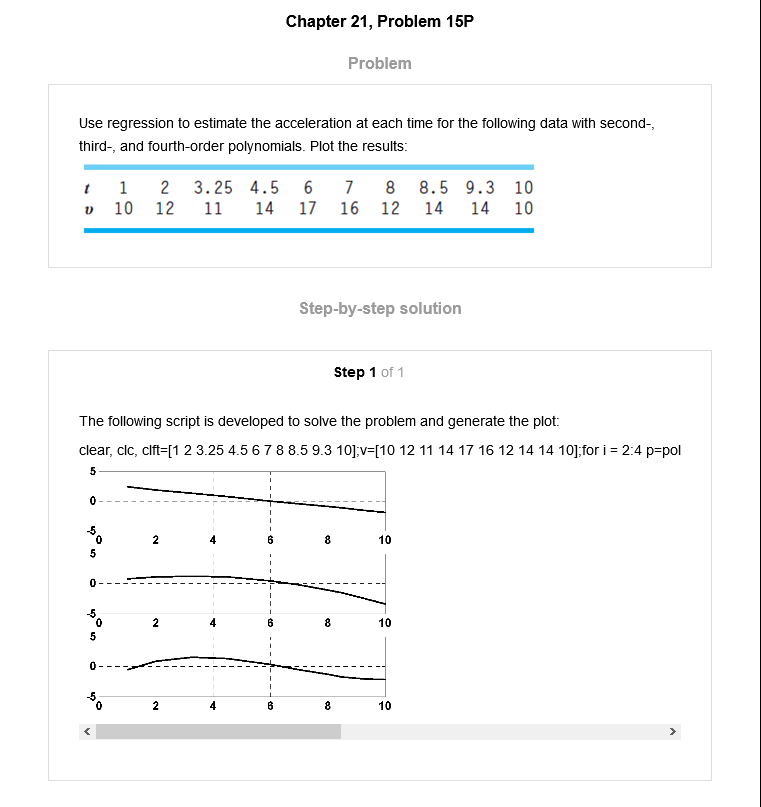 Chapter 21, Problem 15P
Problem
Use regression to estimate the acceleration at each time for the following data with second-,
third-, and fourth-order polynomials. Plot the results:
t 1 2 3.25 4.5 6 7 8 8.5 9.3 10
v 10 12 11 14 17 16 12 14 14 10
Step-by-step solution
Step 1 of 1
The following script is developed to solve the problem and generate the plot:
clear, clc, clft=[1 2 3.25 4.5 6 7 8 8.5 9.3 10];v=[10 12 11 14 17 16 12 14 14 10];for i = 2:4 p=pol
5
0
-5
0 2 4 6 8 10
5
0
-5
0 2 4 6 8 10
5
0
-5
0 2 4 6 8 10